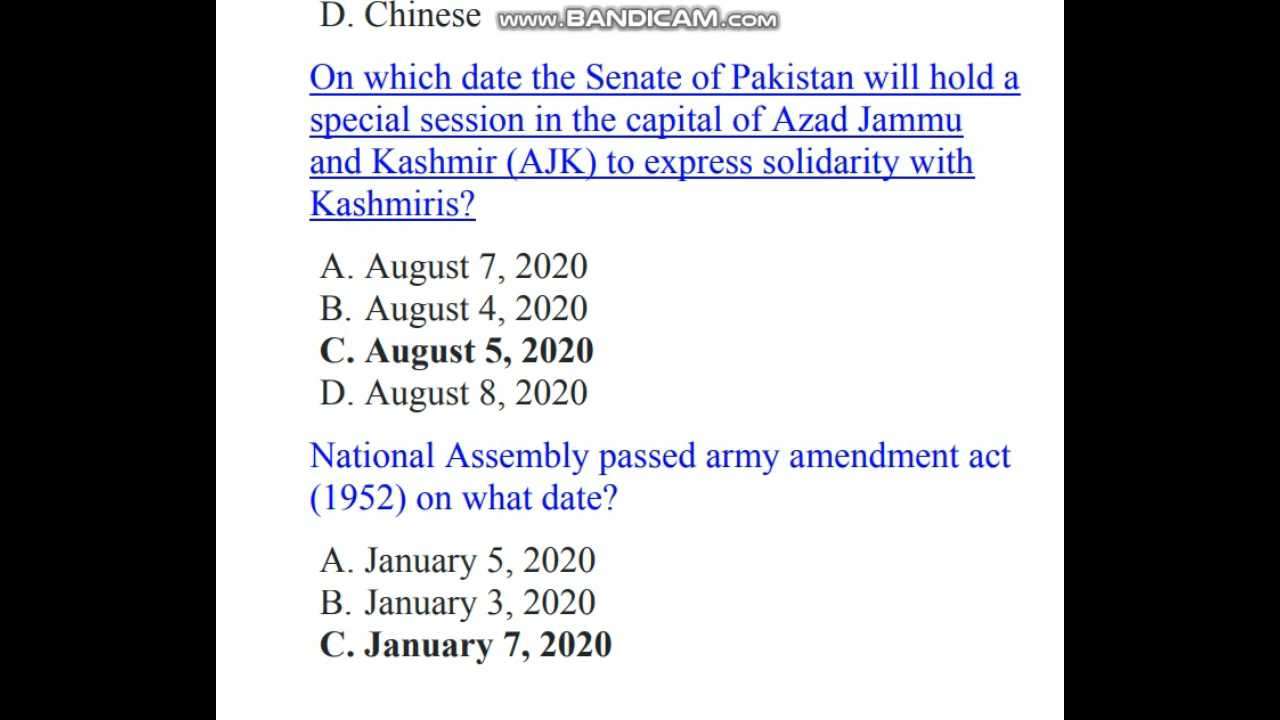 D. Chinese www.BANDICAM.com
On which date the Senate of Pakistan will hold a
special session in the capital of Azad Jammu
and Kashmir (AJK) to express solidarity with
Kashmiris?
A. August 7, 2020
B. August 4, 2020
C. August 5, 2020
D. August 8, 2020
National Assembly passed army amendment act
(1952) on what date?
A. January 5, 2020
B. January 3, 2020
C. January 7, 2020